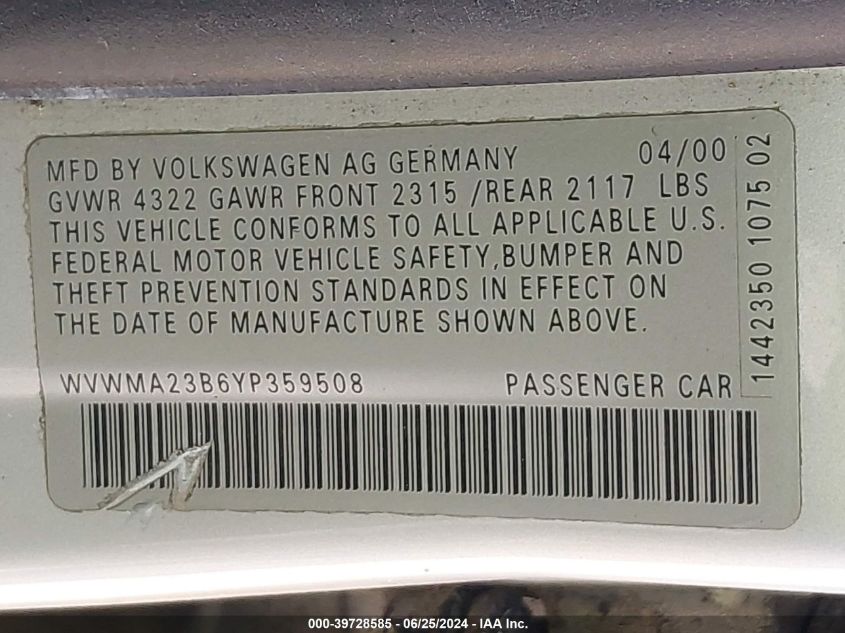 MFD BY VOLKSWAGEN AG GERMANY 04/00
GVWR 4322 GAWR FRONT 2315 /REAR 2117 LBS
THIS VEHICLE CONFORMS TO ALL APPLICABLE U.S.
FEDERAL MOTOR VEHICLE SAFETY,BUMPER AND
THEFT PREVENTION STANDARDS IN EFFECT ON
THE DATE OF MANUFACTURE SHOWN ABOVE.
WVWMA23B6YP359508 PASSENGER CAR
1442350 1075 02
000-39728585 - 06/25/2024 - IAA Inc.